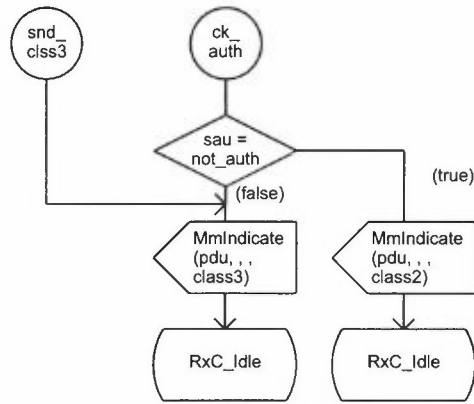 snd_
clss3
ck_
auth
sau =
not_auth
(false)
(true)
MmIndicate
(pdu, , ,
class3)
MmIndicate
(pdu, , ,
class2)
RxC_Idle
RxC_Idle